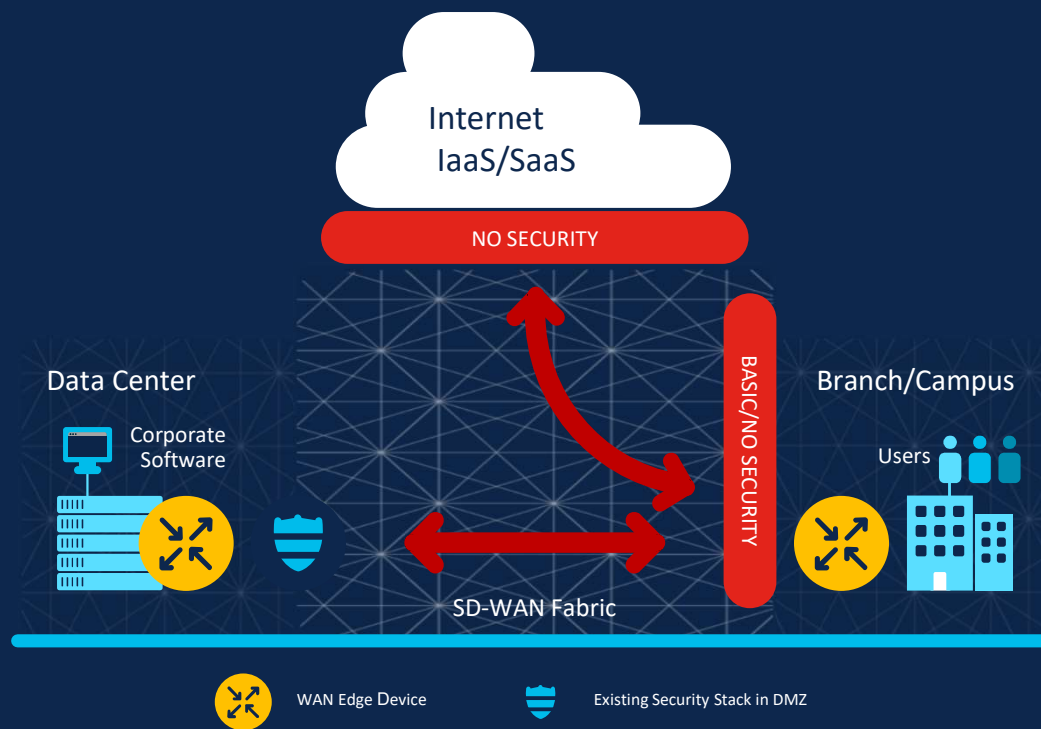 Internet
IaaS/SaaS
NO SECURITY
Data Center
Corporate
Software
BASIC/NO SECURITY
Branch/Campus
Users
SD-WAN Fabric
WAN Edge Device
Existing Security Stack in DMZ